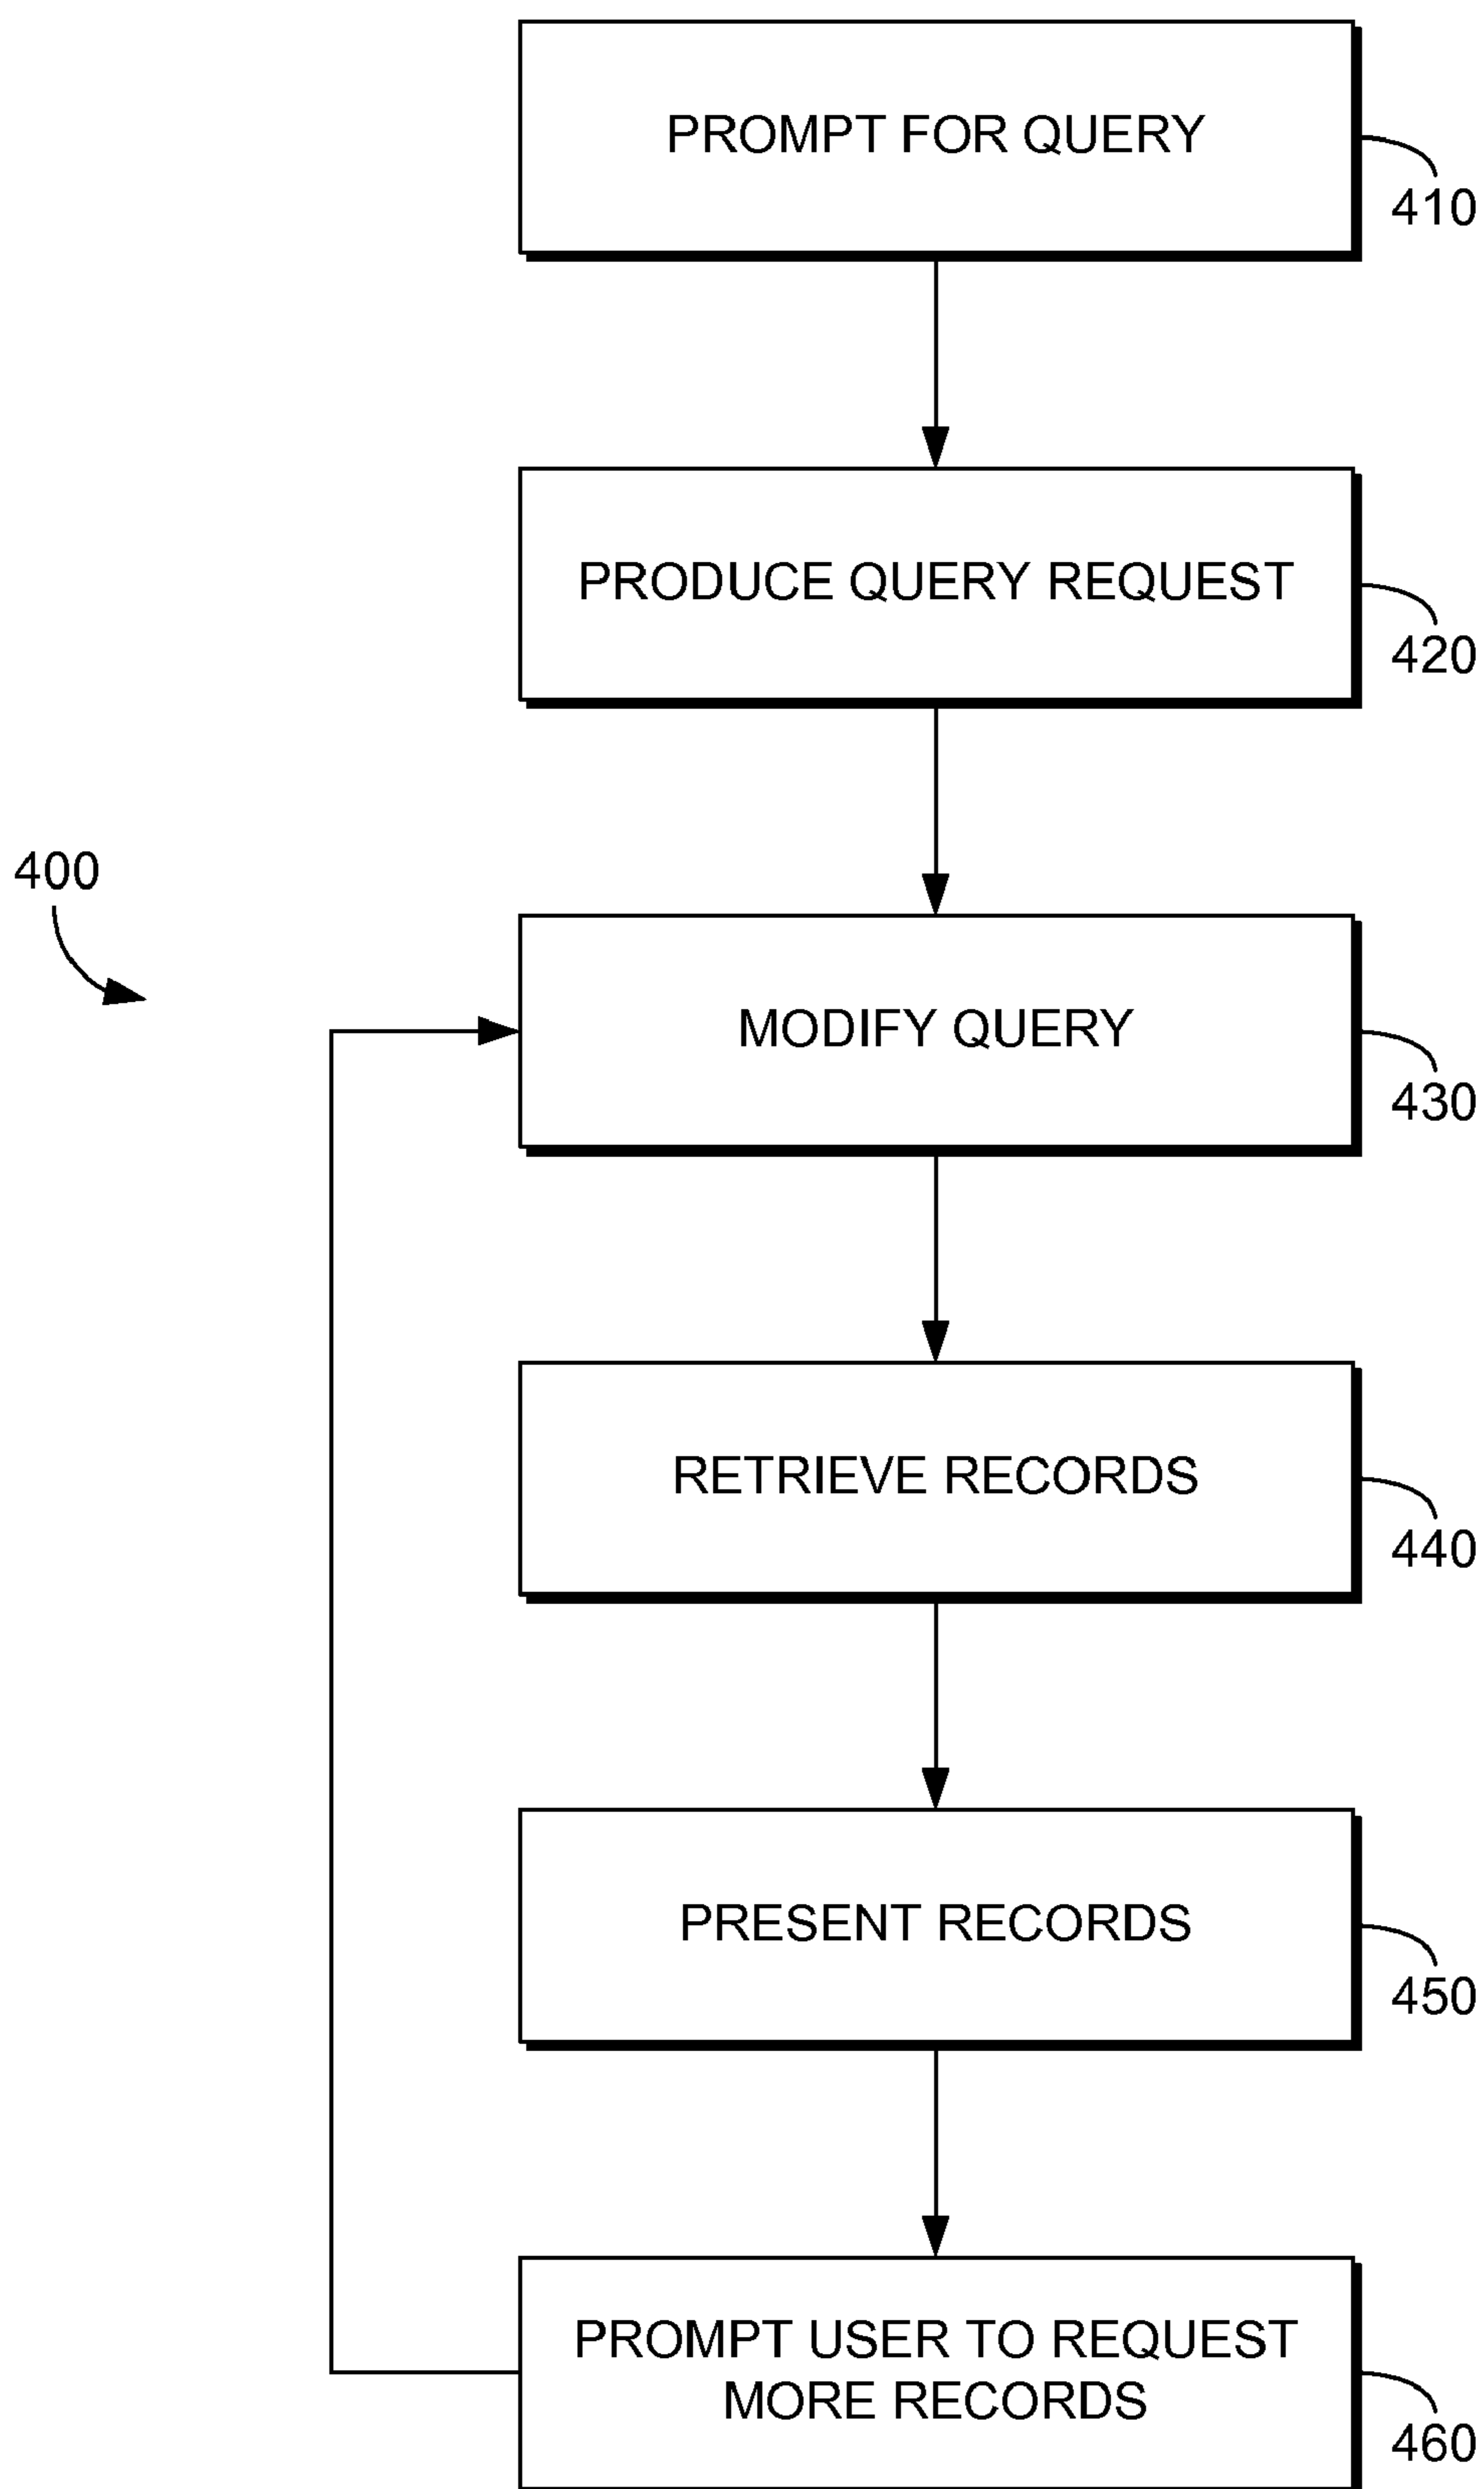 PROMPT FOR QUERY
410
PRODUCE QUERY REQUEST
420
400
MODIFY QUERY
430
RETRIEVE RECORDS
440
PRESENT RECORDS
450
PROMPT USER TO REQUEST
MORE RECORDS
460